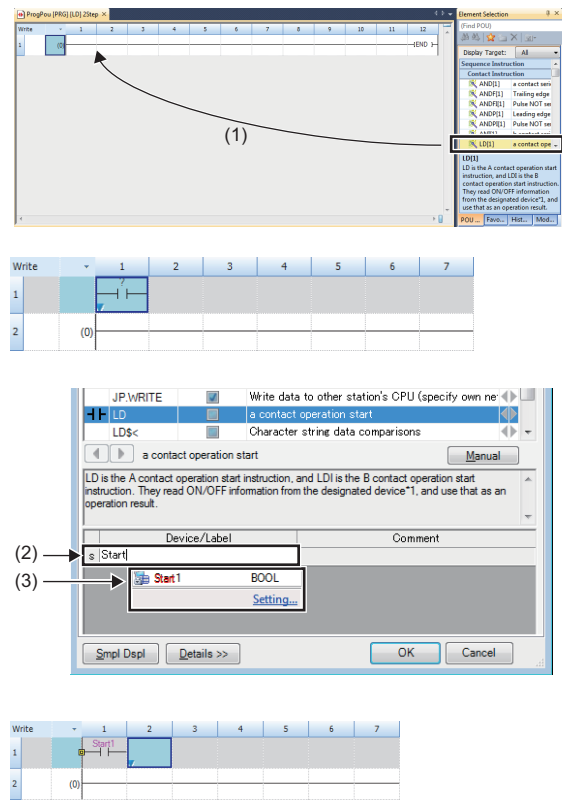 ProgPou [PRG] [LD] 2Step ×
Write 1 2 3 4 5 6 7 8 9 10 11 12
1 (0) [END ]
(1)
Element Selection
(Find POU)
Display Target: All
Sequence Instruction
Contact Instruction
AND[1] a contact seri
ANDF[1] Trailing edge
ANDFI[1] Pulse NOT se
ANDP[1] Leading edge
ANDPI[1] Pulse NOT se
LD[1] a contact ope
LD[1]
LD is the A contact operation start
instruction, and LDI is the B
contact operation start instruction.
They read ON/OFF information
from the designated device*1, and
use that as an operation result.
POU ... Favo... Hist... Mod...
Write 1 2 3 4 5 6 7
?
1
2 (0)
JP.WRITE Write data to other station's CPU (specify own ne
LD a contact operation start
LD$< Character string data comparisons
a contact operation start Manual
LD is the A contact operation start instruction, and LDI is the B contact operation start
instruction. They read ON/OFF information from the designated device*1, and use that as an
operation result.
Device/Label Comment
(2) s Start
(3) Start1 BOOL
Setting...
Smpl Dspl Details >> OK Cancel
Write 1 2 3 4 5 6 7
Start1
1
2 (0)